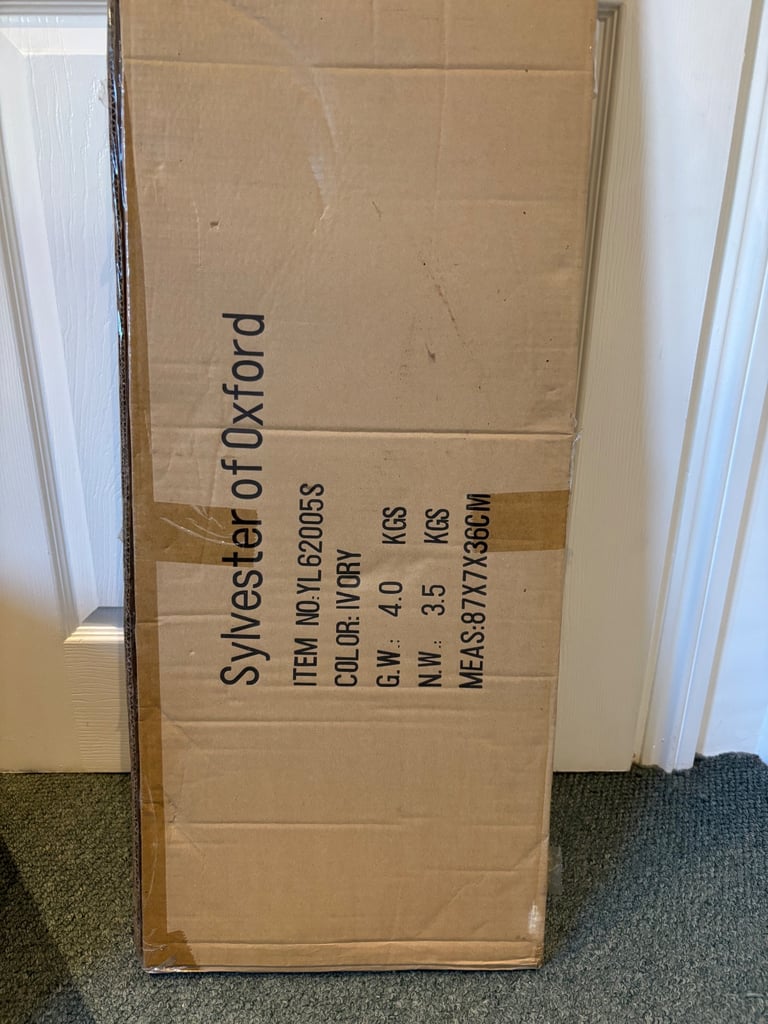 Sylvester of Oxford
ITEM NO:YL62005S
COLOR:IVORY
G.W.: 4.0 KGS
N.W.: 3.5 KGS
MEAS:87X7X36CM